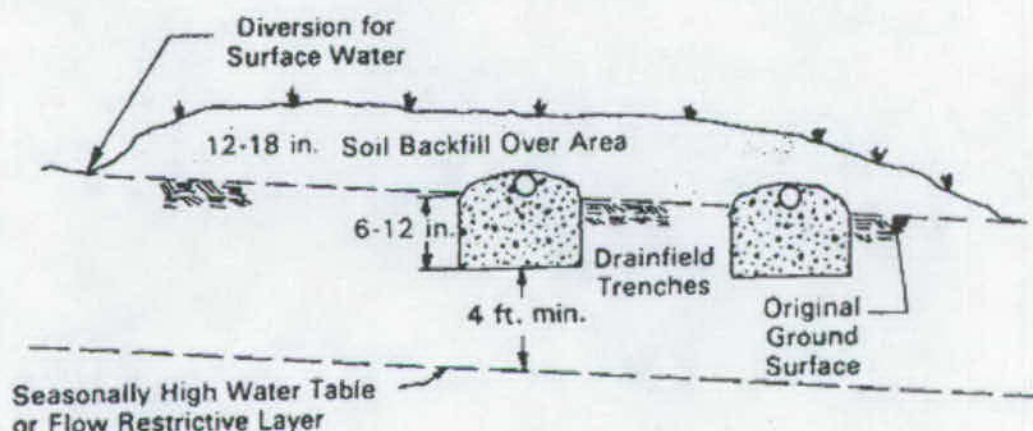 Diversion for
Surface Water
12-18 in. Soil Backfill Over Area
6-12 in.
Drainfield
Trenches
4 ft. min.
Original
Ground
Surface
Seasonally High Water Table
or Flow Restrictive Layer